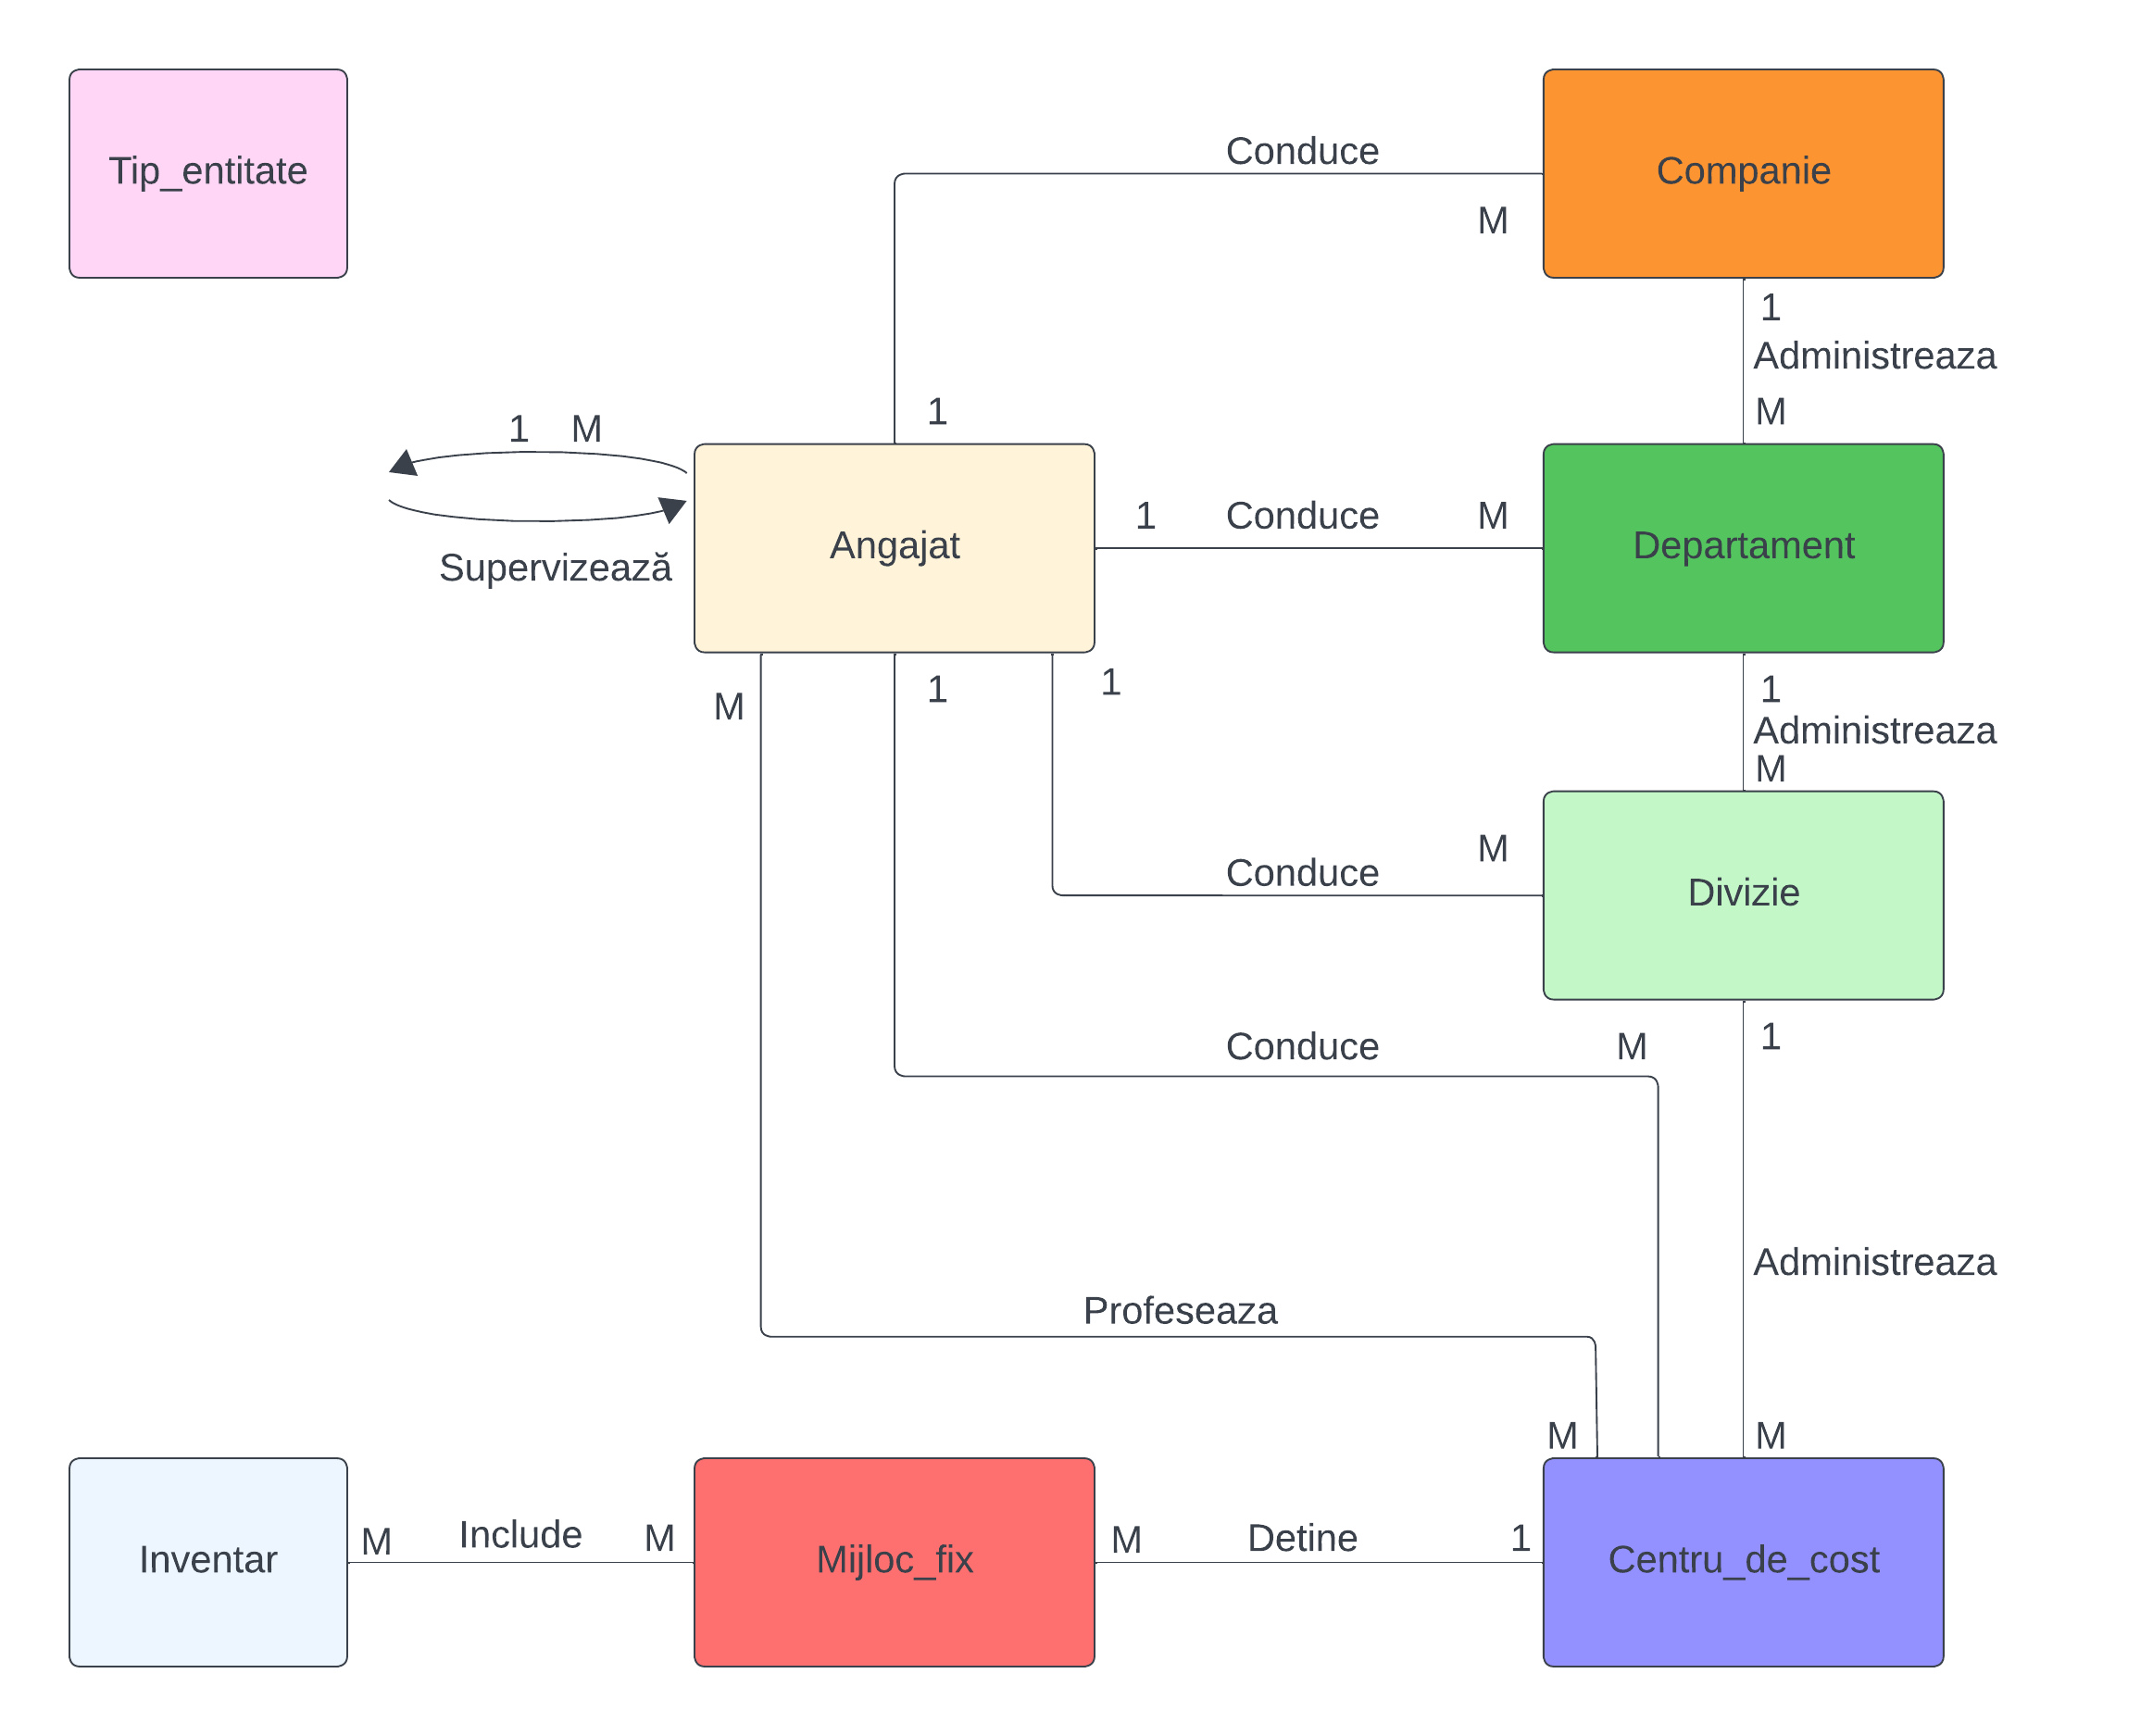 Tip_entitate
Conduce
Companie
M
1
Administreaza
M
1
1 M
Supervizează
Angajat
1 Conduce M
Departament
M
1
1
1
Administreaza
M
Conduce
M
Divizie
Conduce
M
1
Administreaza
Profeseaza
M
M
Inventar
M Include M
Mijloc_fix
M Detine 1
Centru_de_cost